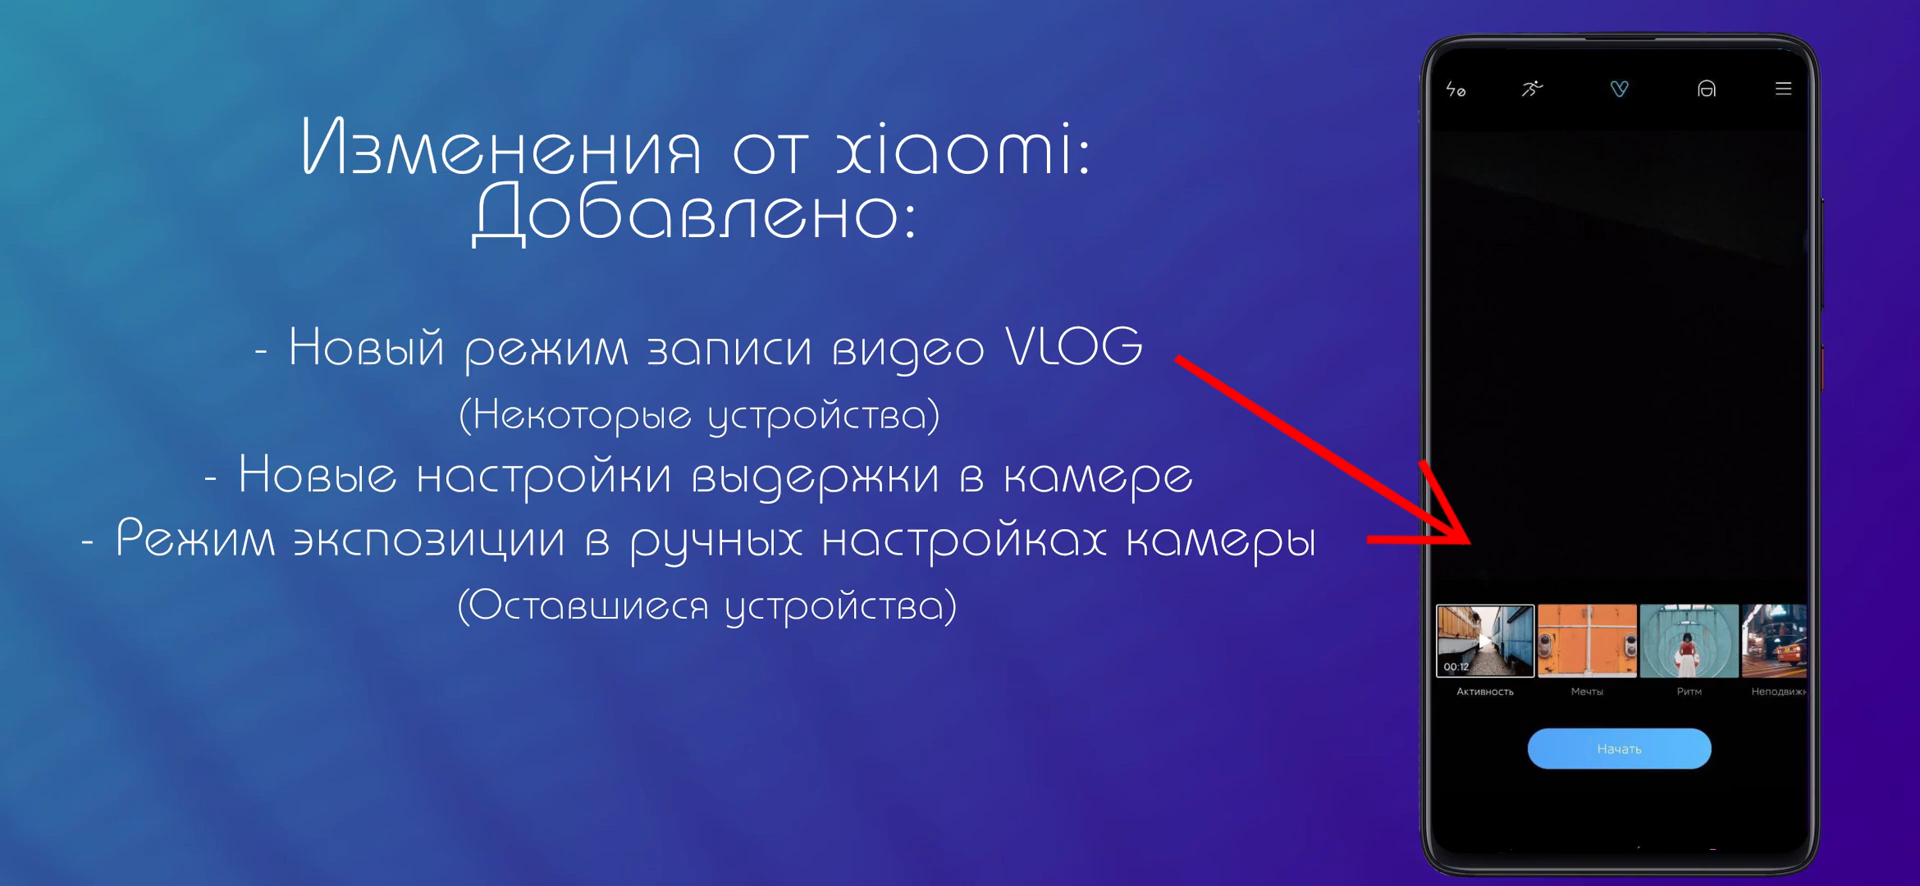 Изменения от xiaomi:
Добавлено:
- Новый режим записи видео VLOG
(Некоторые устройства)
- Новые настройки выдержки в камере
- Режим экспозиции в ручных настройках камеры
(Оставшиеся устройства)
00:12
Активность
Мечты
Ритм
Неподвижн
Начать